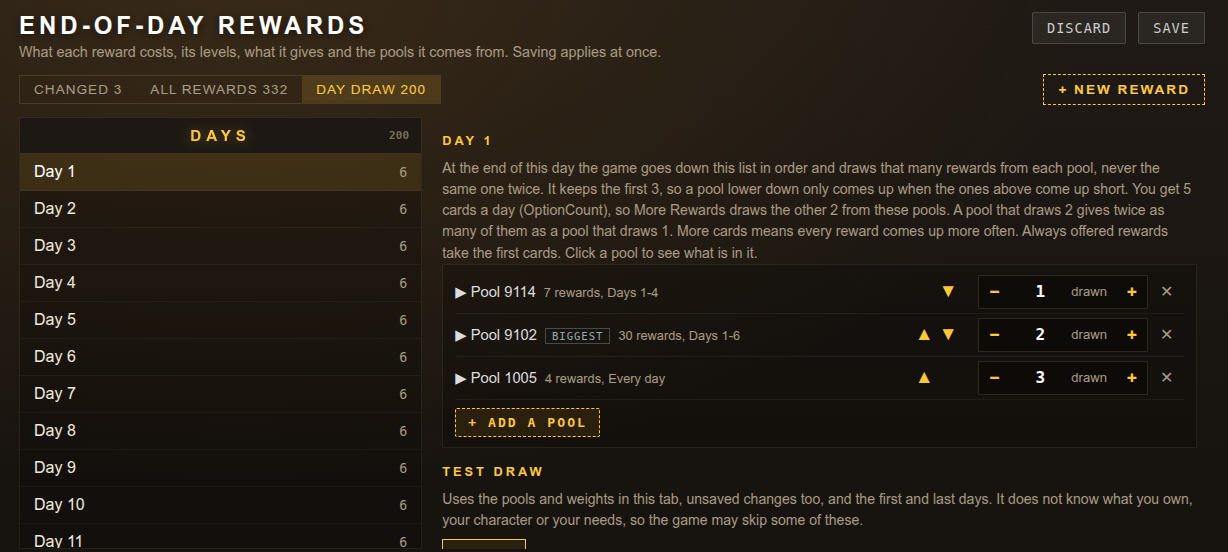 END-OF-DAY REWARDS
DISCARD
SAVE
What each reward costs, its levels, what it gives and the pools it comes from. Saving applies at once.
CHANGED 3
ALL REWARDS 332
DAY DRAW 200
+ NEW REWARD
DAYS 200
Day 1 6
Day 2 6
Day 3 6
Day 4 6
Day 5 6
Day 6 6
Day 7 6
Day 8 6
Day 9 6
Day 10 6
Day 11 6
DAY 1
At the end of this day the game goes down this list in order and draws that many rewards from each pool, never the
same one twice. It keeps the first 3, so a pool lower down only comes up when the ones above come up short. You get 5
cards a day (OptionCount), so More Rewards draws the other 2 from these pools. A pool that draws 2 gives twice as
many of them as a pool that draws 1. More cards means every reward comes up more often. Always offered rewards
take the first cards. Click a pool to see what is in it.
▶ Pool 9114 7 rewards, Days 1-4 ▼ − 1 drawn + ✕
▶ Pool 9102 BIGGEST 30 rewards, Days 1-6 ▲ ▼ − 2 drawn + ✕
▶ Pool 1005 4 rewards, Every day ▲ − 3 drawn + ✕
+ ADD A POOL
TEST DRAW
Uses the pools and weights in this tab, unsaved changes too, and the first and last days. It does not know what you own,
your character or your needs, so the game may skip some of these.